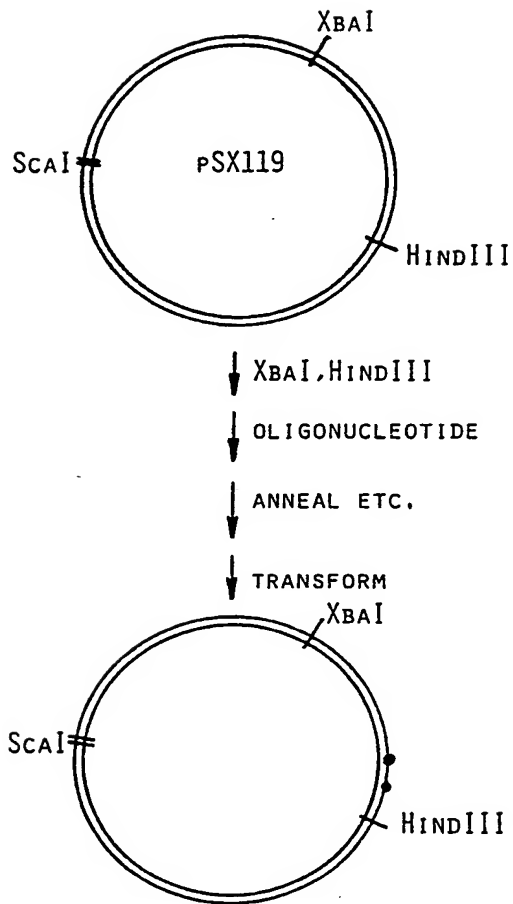 XBAI
SCAI
PSX119
HINDIII
XBAI,HINDIII
OLIGONUCLEOTIDE
ANNEAL ETC.
TRANSFORM
XBAI
SCAI
HINDIII